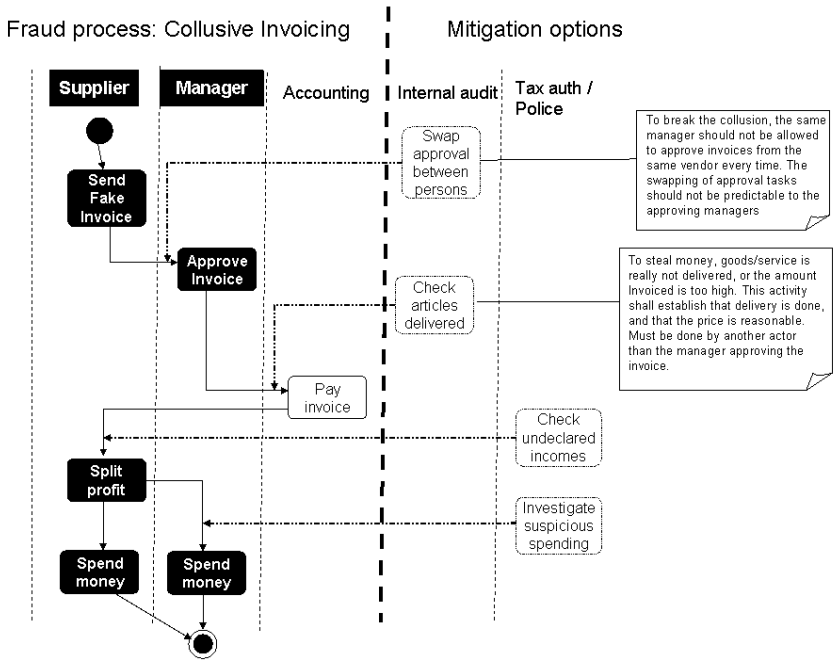 Fraud process: Collusive Invoicing
Mitigation options
Supplier
Manager
Accounting
Internal audit
Tax auth /
Police
Swap
approval
between
persons
To break the collusion, the same
manager should not be allowed
to approve invoices from the
same vendor every time. The
swapping of approval tasks
should not be predictable to the
approving managers
Send
Fake
Invoice
Approve
Invoice
Check
articles
delivered
To steal money, goods/service is
really not delivered, or the amount
Invoiced is too high. This activity
shall establish that delivery is done,
and that the price is reasonable.
Must be done by another actor
than the manager approving the
invoice.
Pay
invoice
Check
undeclared
incomes
Split
profit
Investigate
suspicious
spending
Spend
money
Spend
money